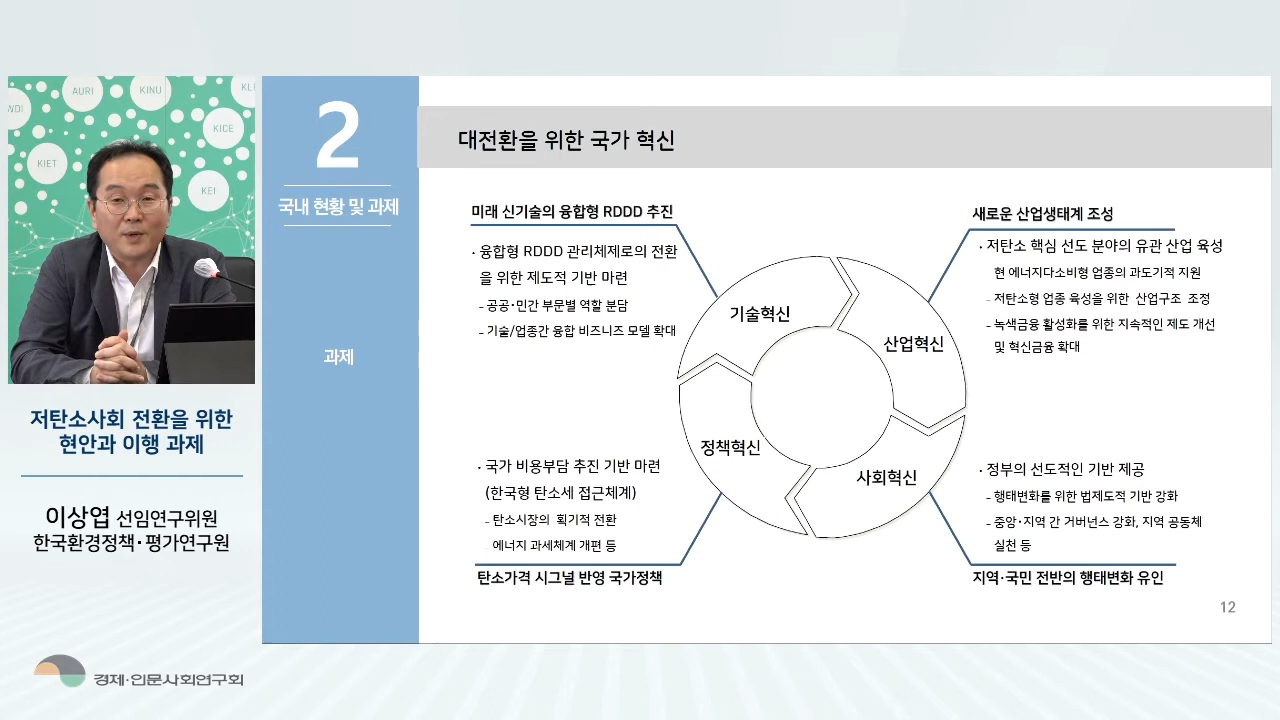 WDI
AURI
KINU
KLI
KICE
KIET
KEI
저탄소사회 전환을 위한
현안과 이행 과제
이상엽 선임연구위원
한국환경정책·평가연구원
경제·인문사회연구회
2
국내 현황 및 과제
과제
대전환을 위한 국가 혁신
미래 신기술의 융합형 RDDD 추진
· 융합형 RDDD 관리체제로의 전환
을 위한 제도적 기반 마련
- 공공·민간 부문별 역할 분담
- 기술/업종간 융합 비즈니스 모델 확대
새로운 산업생태계 조성
· 저탄소 핵심 선도 분야의 유관 산업 육성
현 에너지다소비형 업종의 과도기적 지원
- 저탄소형 업종 육성을 위한 산업구조 조정
- 녹색금융 활성화를 위한 지속적인 제도 개선
및 혁신금융 확대
기술혁신
산업혁신
정책혁신
사회혁신
· 국가 비용부담 추진 기반 마련
(한국형 탄소세 접근체계)
- 탄소시장의 획기적 전환
에너지 과세체계 개편 등
탄소가격 시그널 반영 국가정책
· 정부의 선도적인 기반 제공
- 행태변화를 위한 법제도적 기반 강화
- 중앙·지역 간 거버넌스 강화, 지역 공동체
실천 등
지역·국민 전반의 행태변화 유인
12